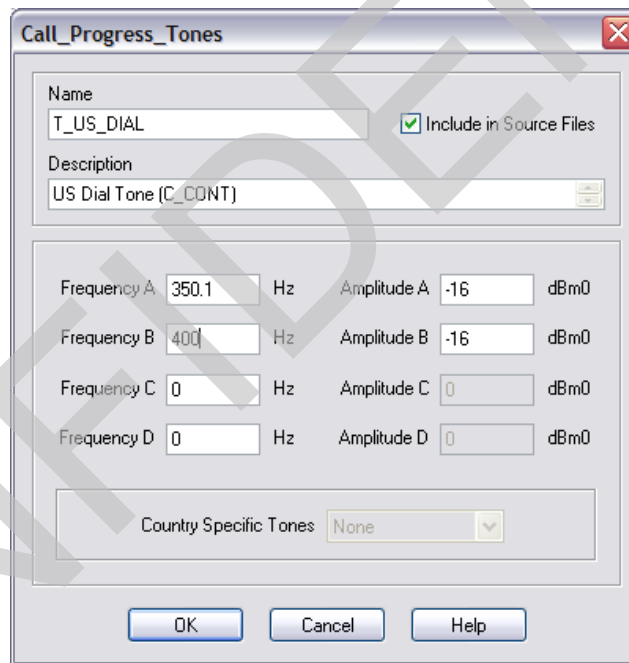 Call_Progress_Tones
Name
T_US_DIAL
Include in Source Files
Description
US Dial Tone (C_CONT)
Frequency A 350.1 Hz Amplitude A -16 dBm0
Frequency B 400 Hz Amplitude B -16 dBm0
Frequency C 0 Hz Amplitude C 0 dBm0
Frequency D 0 Hz Amplitude D 0 dBm0
Country Specific Tones None
OK Cancel Help